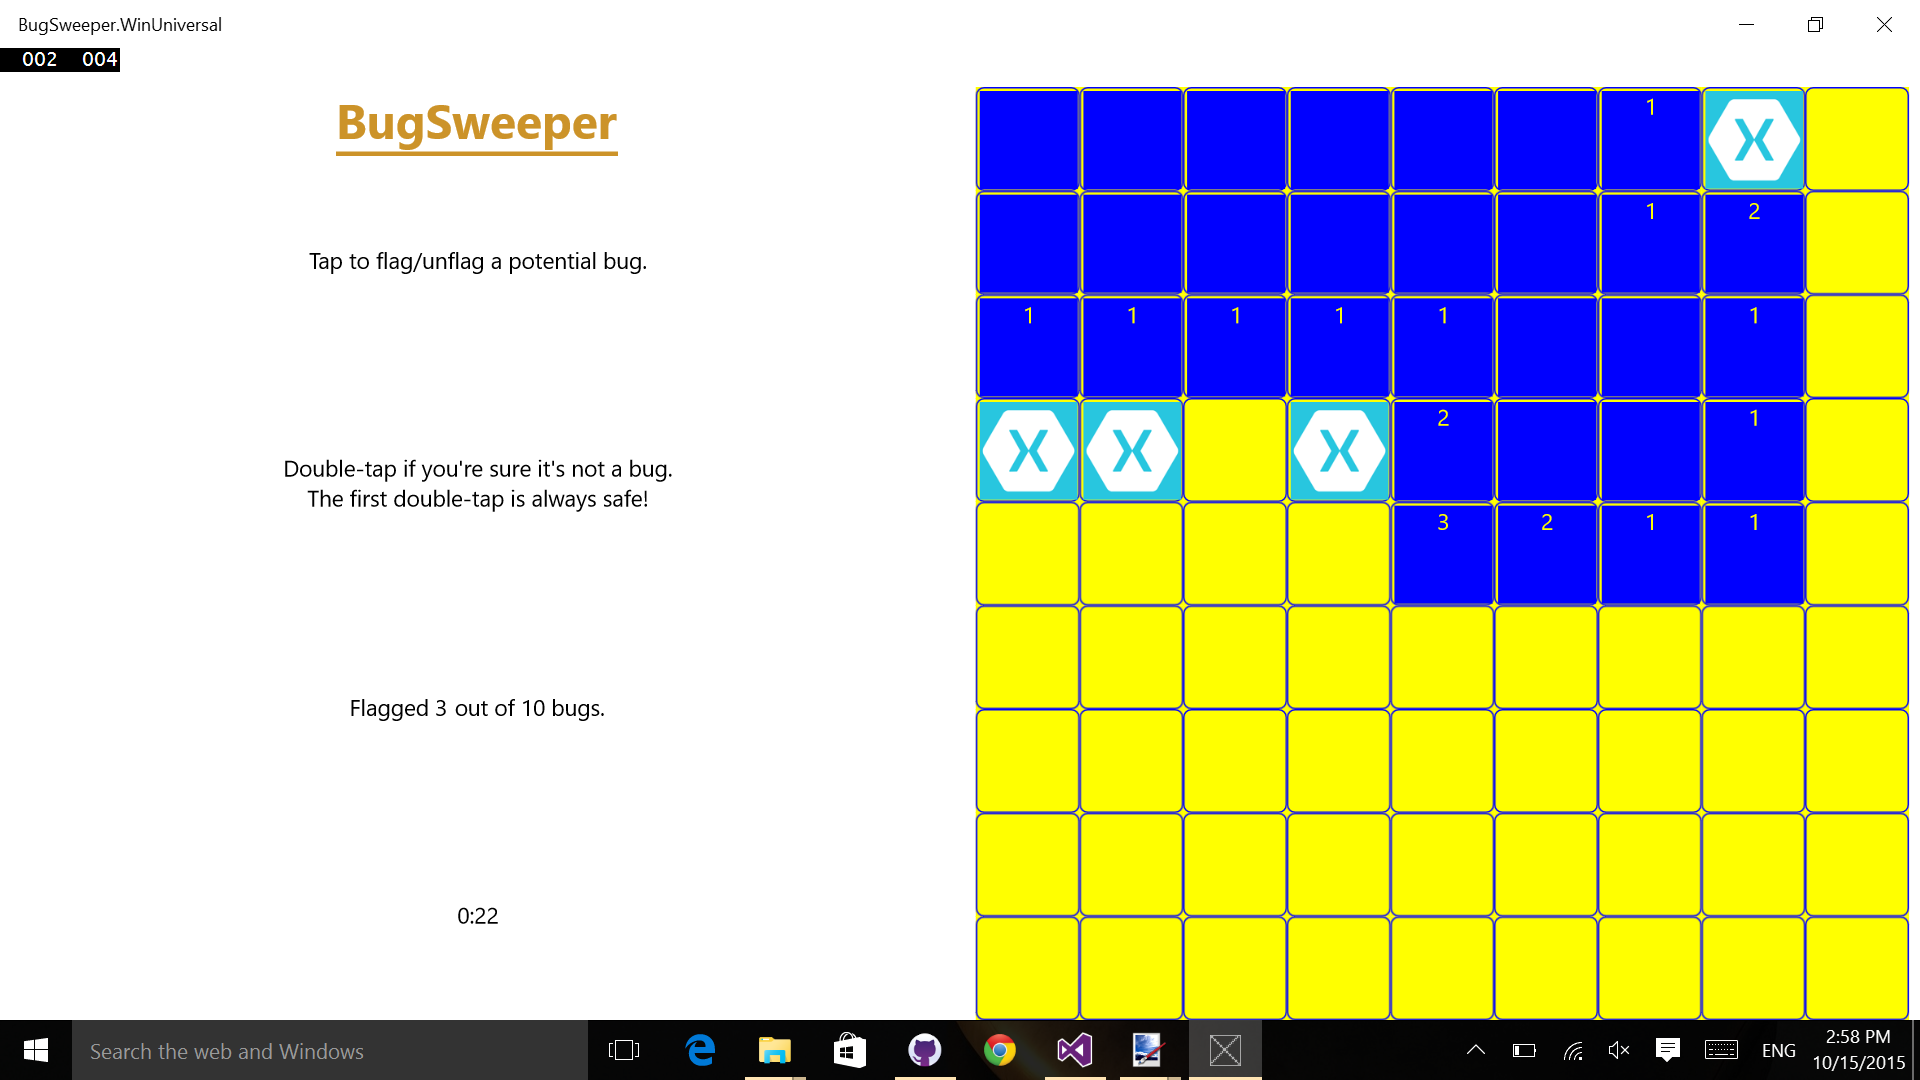 BugSweeper.WinUniversal
002 004
BugSweeper
Tap to flag/unflag a potential bug.
Double-tap if you're sure it's not a bug.
The first double-tap is always safe!
Flagged 3 out of 10 bugs.
0:22
1
1 2
1 1 1 1 1 1
2 1
3 2 1 1
Search the web and Windows
ENG
2:58 PM
10/15/2015